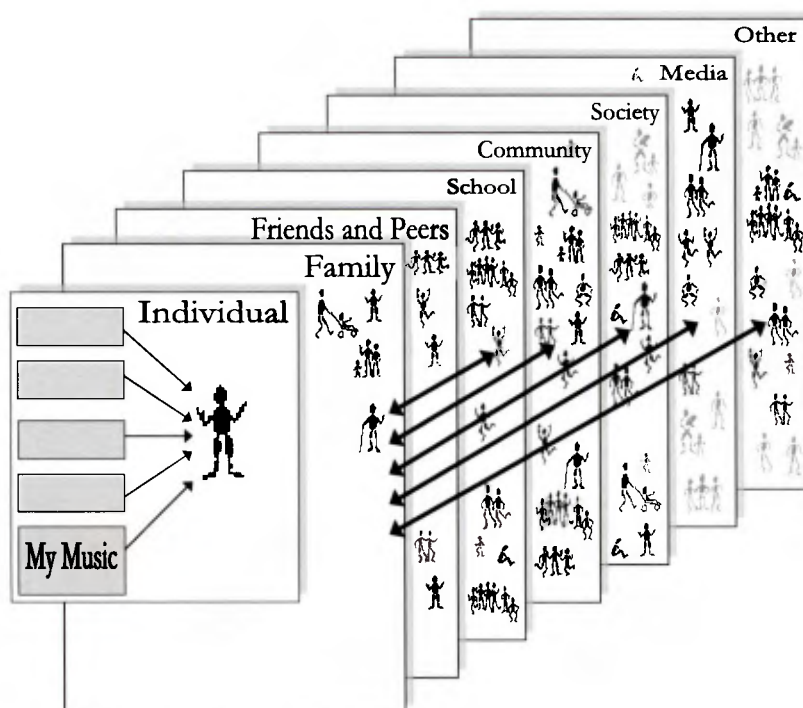 Other
Media
Society
Community
School
Friends and Peers
Family
Individual
My Music